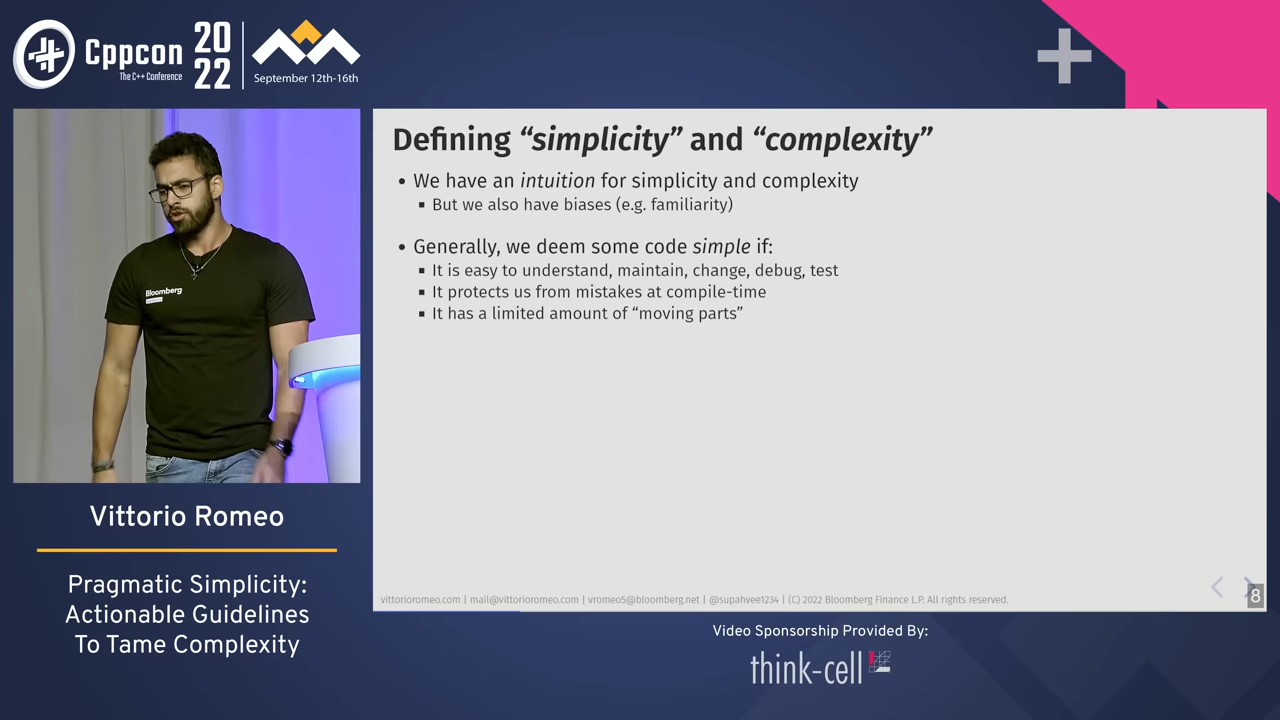 Cppcon
The C++ Conference
20
22
September 12th-16th
Bloomberg
Defining “simplicity” and “complexity”
• We have an intuition for simplicity and complexity
▪ But we also have biases (e.g. familiarity)
• Generally, we deem some code simple if:
▪ It is easy to understand, maintain, change, debug, test
▪ It protects us from mistakes at compile-time
▪ It has a limited amount of “moving parts”
vittorioromeo.com | mail@vittorioromeo.com | vromeo5@bloomberg.net | @supahvee1234 | (C) 2022 Bloomberg Finance L.P. All rights reserved.
8
Vittorio Romeo
Pragmatic Simplicity:
Actionable Guidelines
To Tame Complexity
Video Sponsorship Provided By:
think-cell